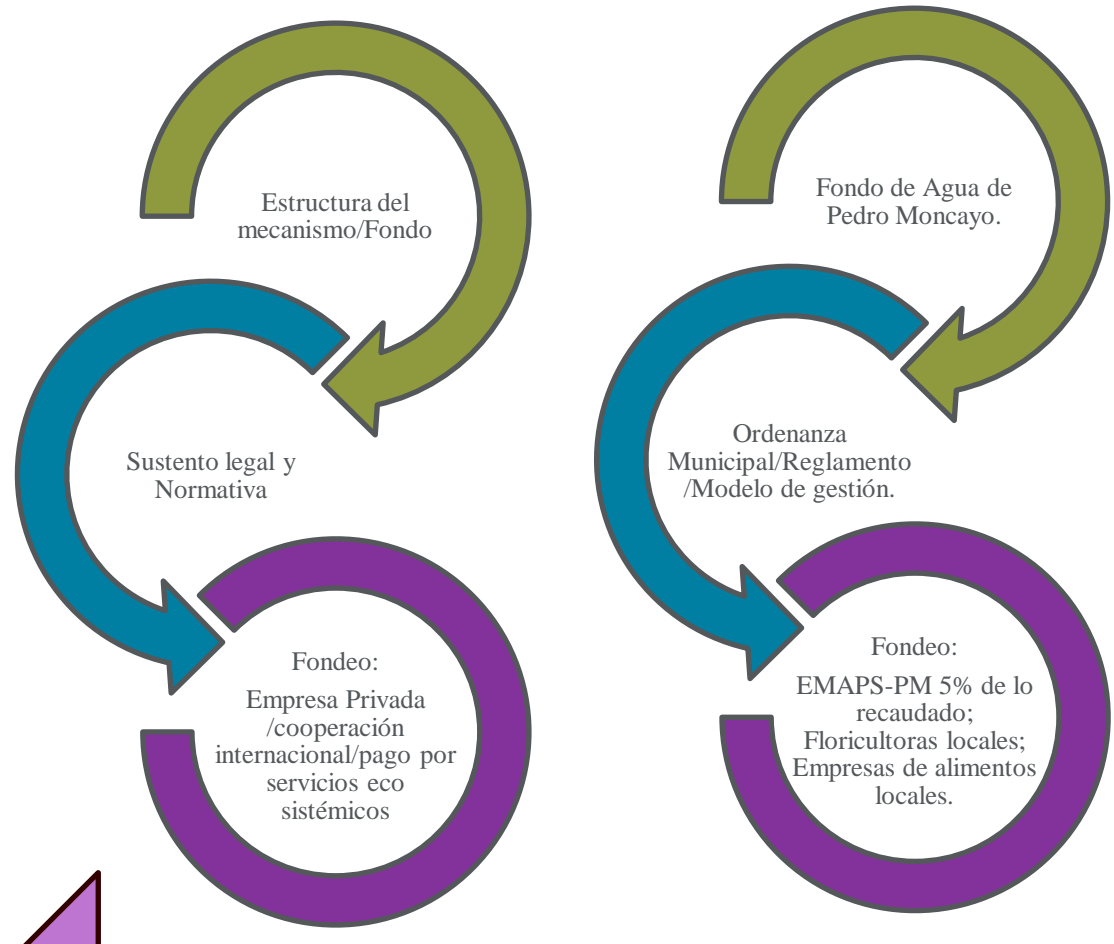 Estructura del
mecanismo/Fondo
Sustento legal y
Normativa
Fondeo:
Empresa Privada
/cooperación
internacional/pago por
servicios eco
sistémicos
Fondo de Agua de
Pedro Moncayo.
Ordenanza
Municipal/Reglamento
/Modelo de gestión.
Fondeo:
EMAPS-PM 5% de lo
recaudado;
Floricultoras locales;
Empresas de alimentos
locales.